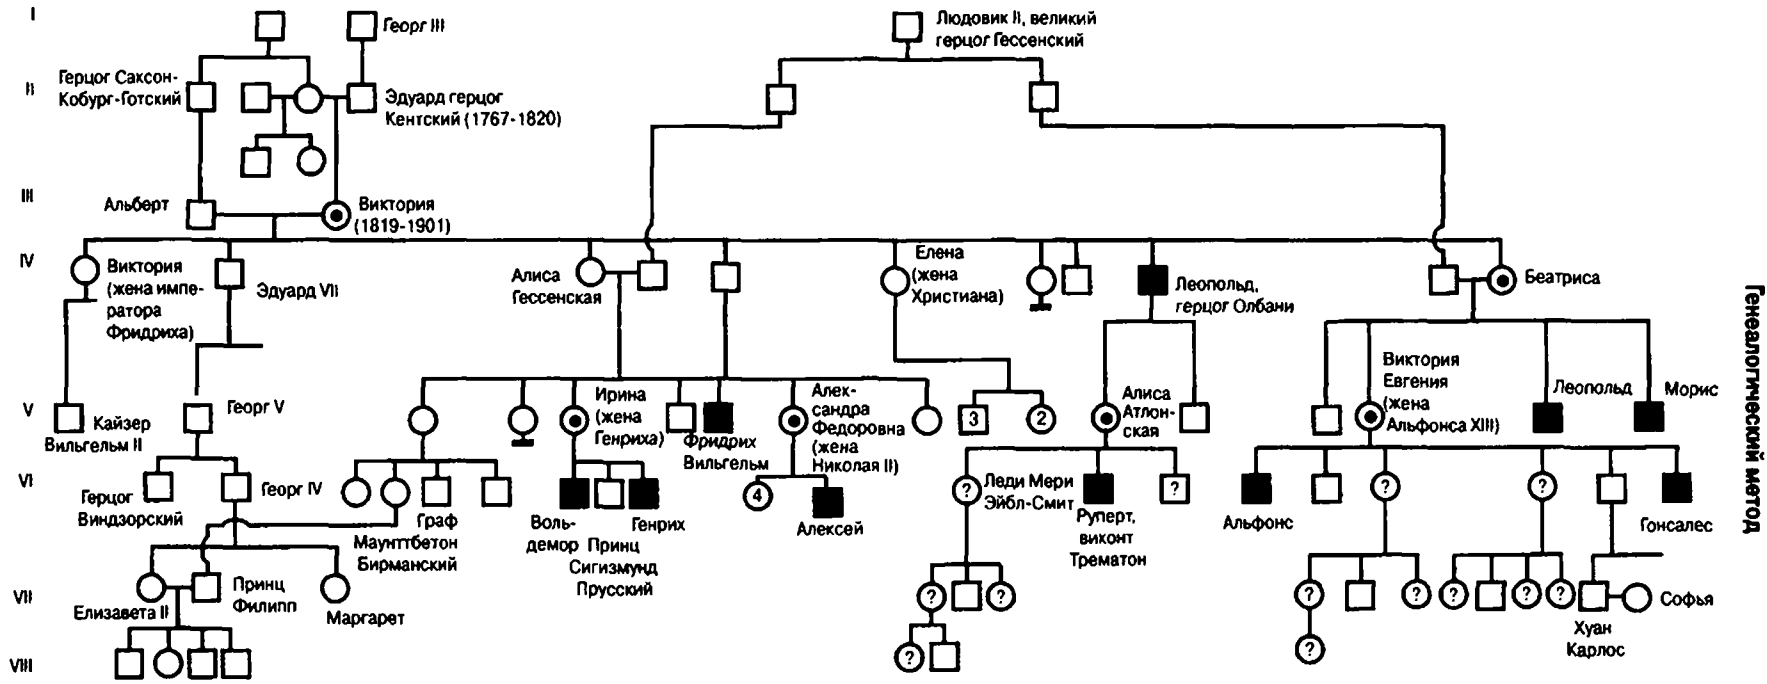 I
Георг III
Людовик II, великий
герцог Гессенский
II
Герцог Саксон-
Кобург-Готский
Эдуард герцог
Кентский (1767-1820)
III
Альберт
Виктория
(1819-1901)
IV
Виктория
(жена импе-
ратора
Фридриха)
Эдуард VII
Алиса
Гессенская
Елена
(жена
Христиана)
Леопольд,
герцог Олбани
Беатриса
V
Кайзер
Вильгельм II
Георг V
Ирина
(жена
Генриха)
Фридрих
Вильгельм
Алек-
сандра
Федоровна
(жена
Николая II)
3
2
Алиса
Атлон-
ская
Виктория
Евгения
(жена
Альфонса XIII)
Леопольд
Морис
VI
Герцог
Виндзорский
Георг IV
Граф
Маунттбетон
Бирманский
Воль-
демор
Принц
Сигизмунд
Прусский
Генрих
4
Алексей
?
Леди Мери
Эйбл-Смит
Руперт,
виконт
Трематон
?
Альфонс
?
?
Гонсалес
VII
Елизавета II
Принц
Филипп
Маргарет
?
?
?
?
?
?
?
Хуан
Карлос
Софья
VIII
?
?
Генеалогический метод